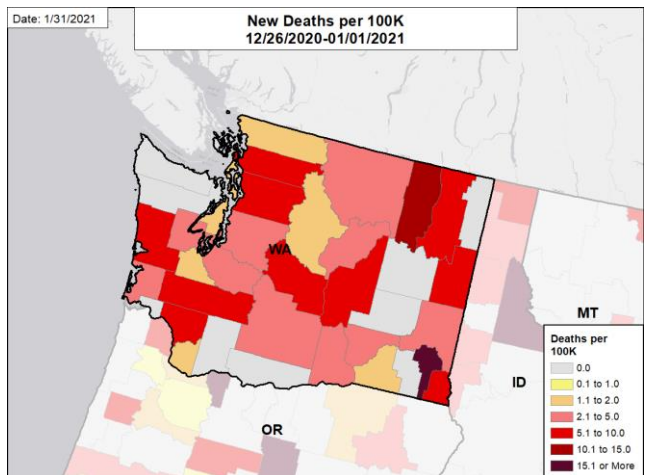 Date: 1/31/2021
New Deaths per 100K
12/26/2020-01/01/2021
WA
MT
ID
OR
Deaths per
100K
0.0
0.1 to 1.0
1.1 to 2.0
2.1 to 5.0
5.1 to 10.0
10.1 to 15.0
15.1 or More